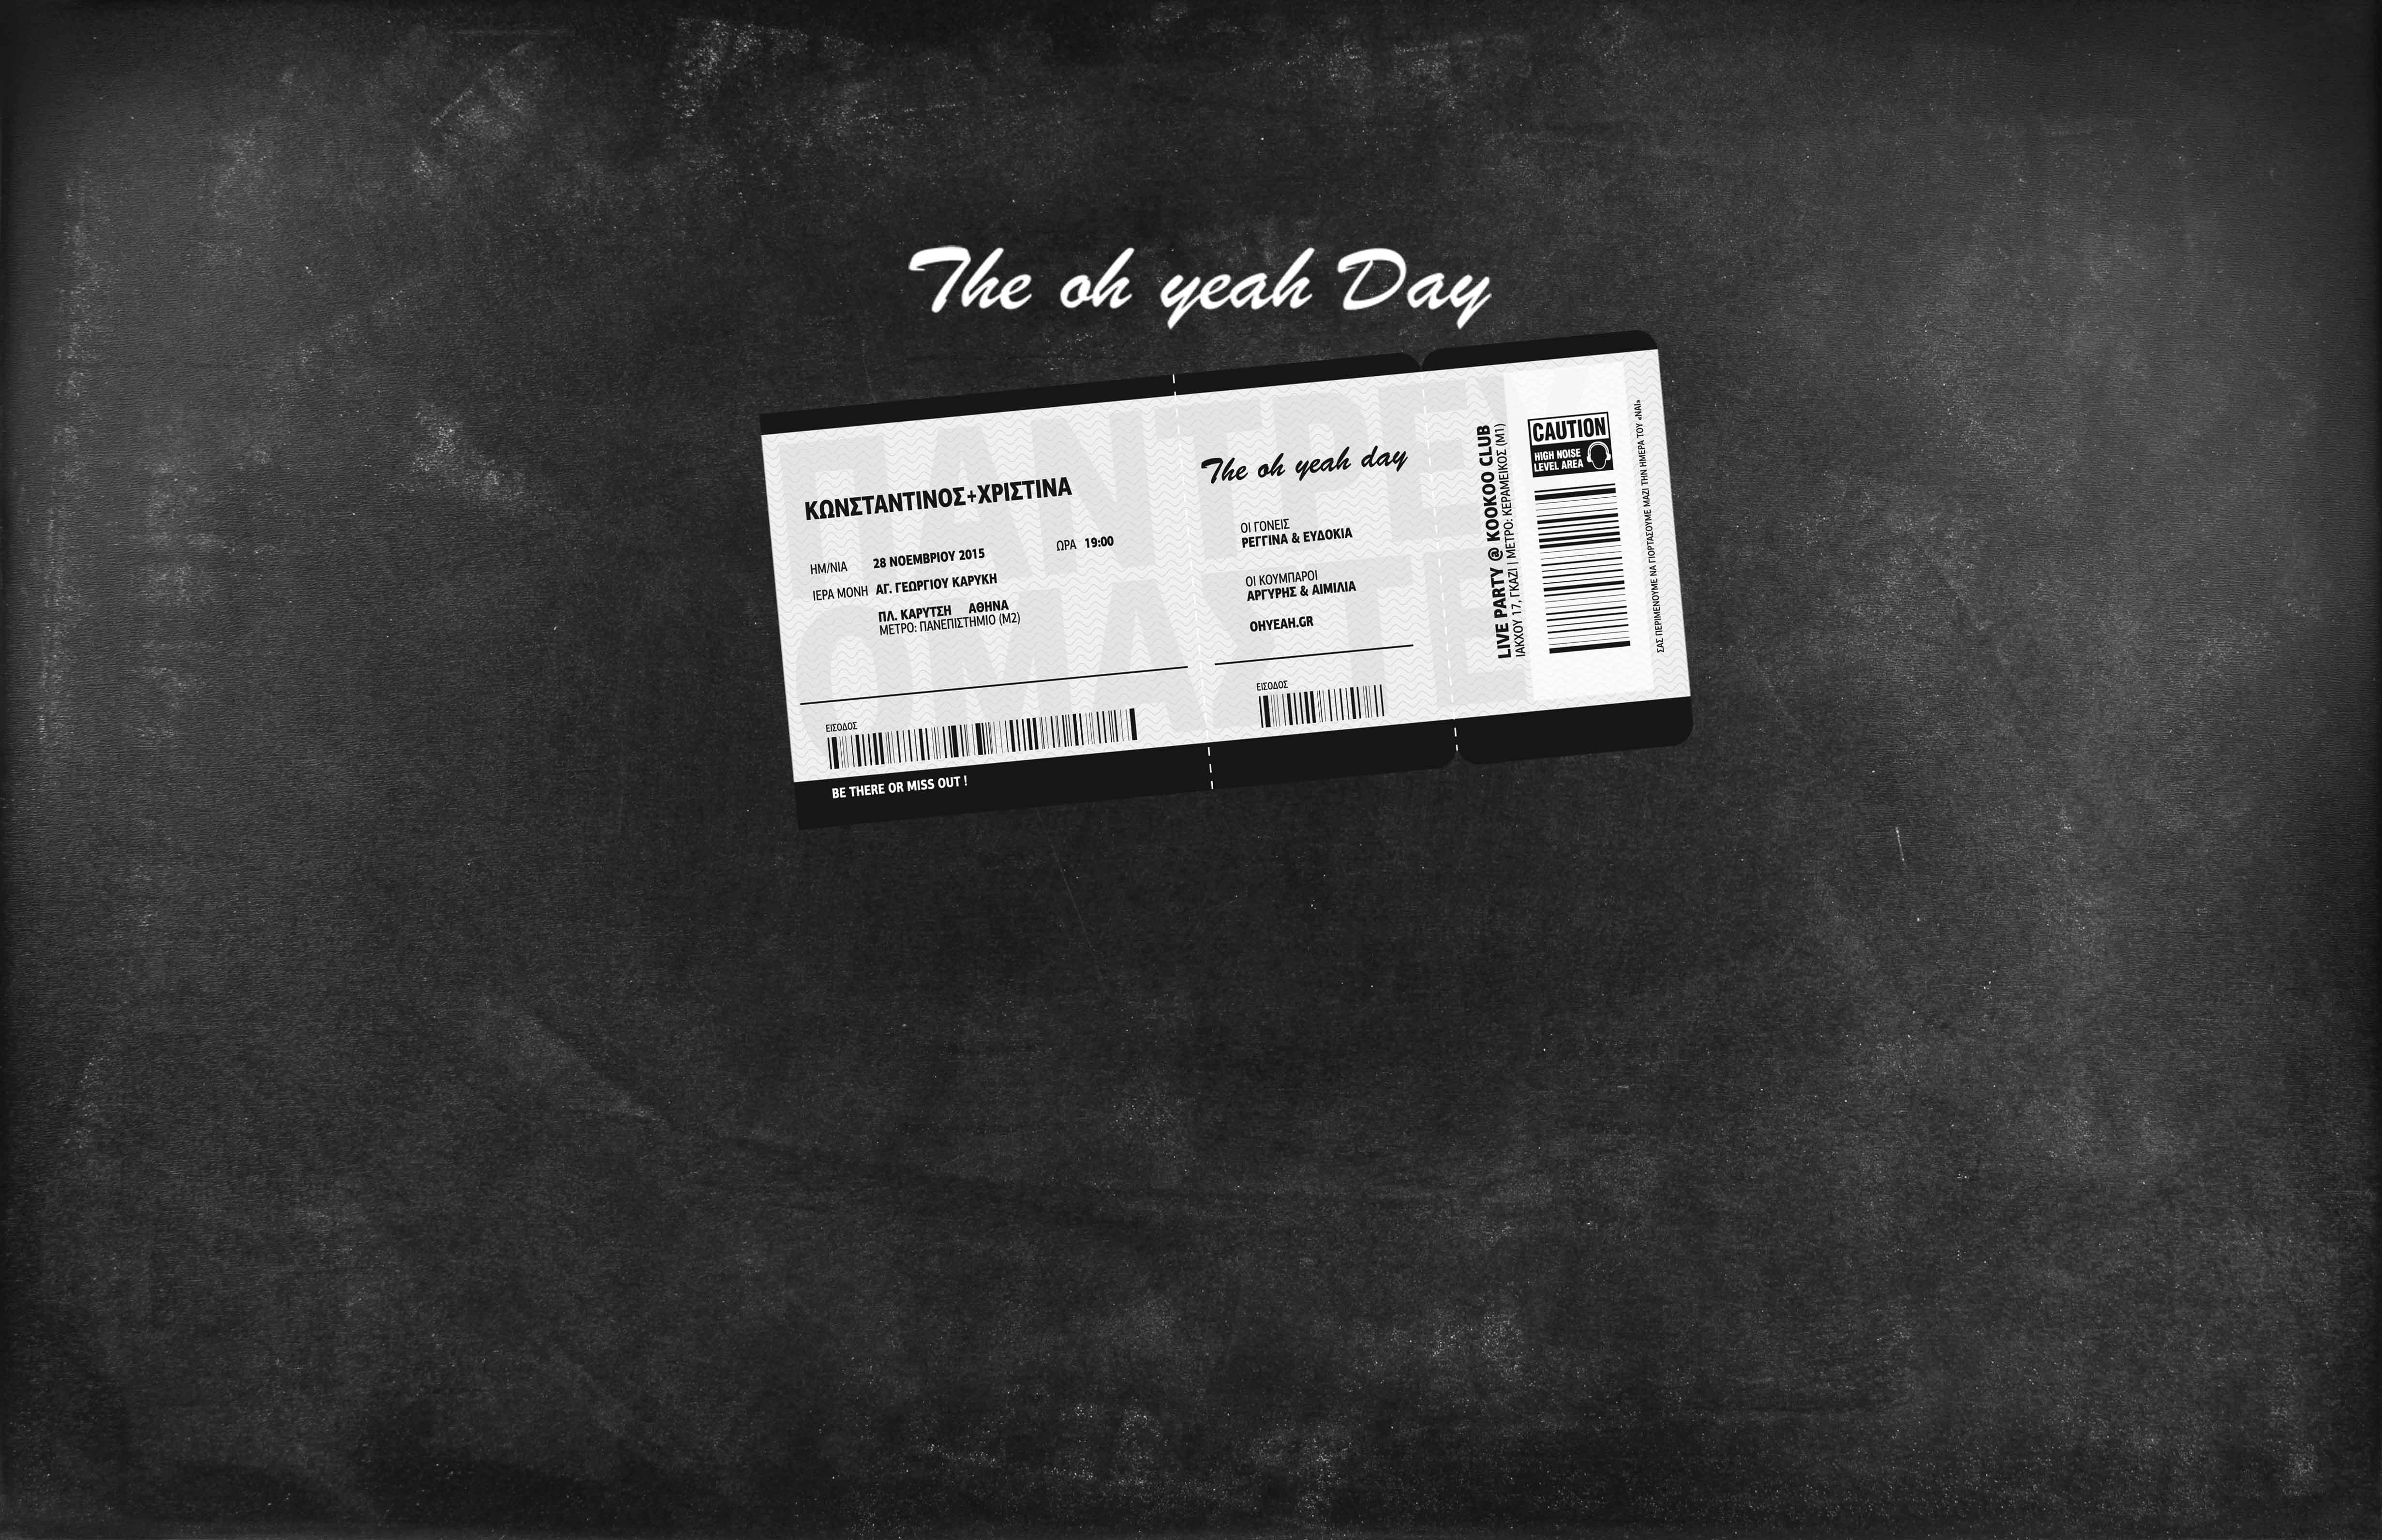 The oh yeah Day
ΚΩΝΣΤΑΝΤΙΝΟΣ+ΧΡΙΣΤΙΝΑ
ΗΜ/ΝΙΑ 28 ΝΟΕΜΒΡΙΟΥ 2015 ΩΡΑ 19:00
ΙΕΡΑ ΜΟΝΗ ΑΓ. ΓΕΩΡΓΙΟΥ ΚΑΡΥΚΗ
ΠΛ. ΚΑΡΥΤΣΗ ΑΘΗΝΑ
ΜΕΤΡΟ: ΠΑΝΕΠΙΣΤΗΜΙΟ (Μ2)
ΕΙΣΟΔΟΣ
BE THERE OR MISS OUT !
The oh yeah day
ΟΙ ΓΟΝΕΙΣ
ΡΕΓΓΙΝΑ & ΕΥΔΟΚΙΑ
ΟΙ ΚΟΥΜΠΑΡΟΙ
ΑΡΓΥΡΗΣ & ΑΙΜΙΛΙΑ
OHYEAH.GR
ΕΙΣΟΔΟΣ
LIVE PARTY @ KOOKOO CLUB
ΙΑΚΧΟΥ 17, ΓΚΑΖΙ | ΜΕΤΡΟ: ΚΕΡΑΜΕΙΚΟΣ (Μ1)
CAUTION
HIGH NOISE
LEVEL AREA
ΣΑΣ ΠΕΡΙΜΕΝΟΥΜΕ ΝΑ ΓΙΟΡΤΑΣΟΥΜΕ ΜΑΖΙ ΤΗΝ ΗΜΕΡΑ ΤΟΥ «ΝΑΙ»
ΠΑΝΤΡΕΥ
ΟΜΑΣΤΕ